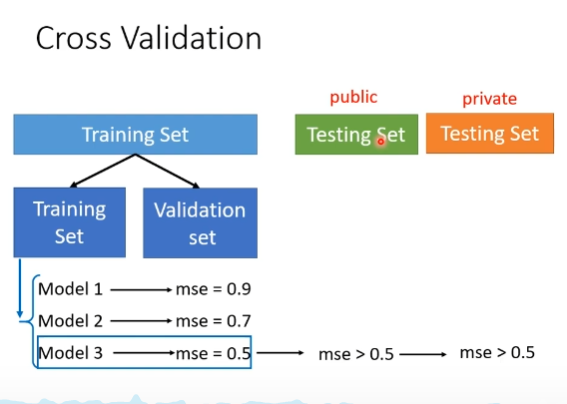 Cross Validation
public
private
Training Set
Testing Set
Testing Set
Training
Set
Validation
set
Model 1
mse = 0.9
Model 2
mse = 0.7
Model 3
mse = 0.5
mse > 0.5
mse > 0.5